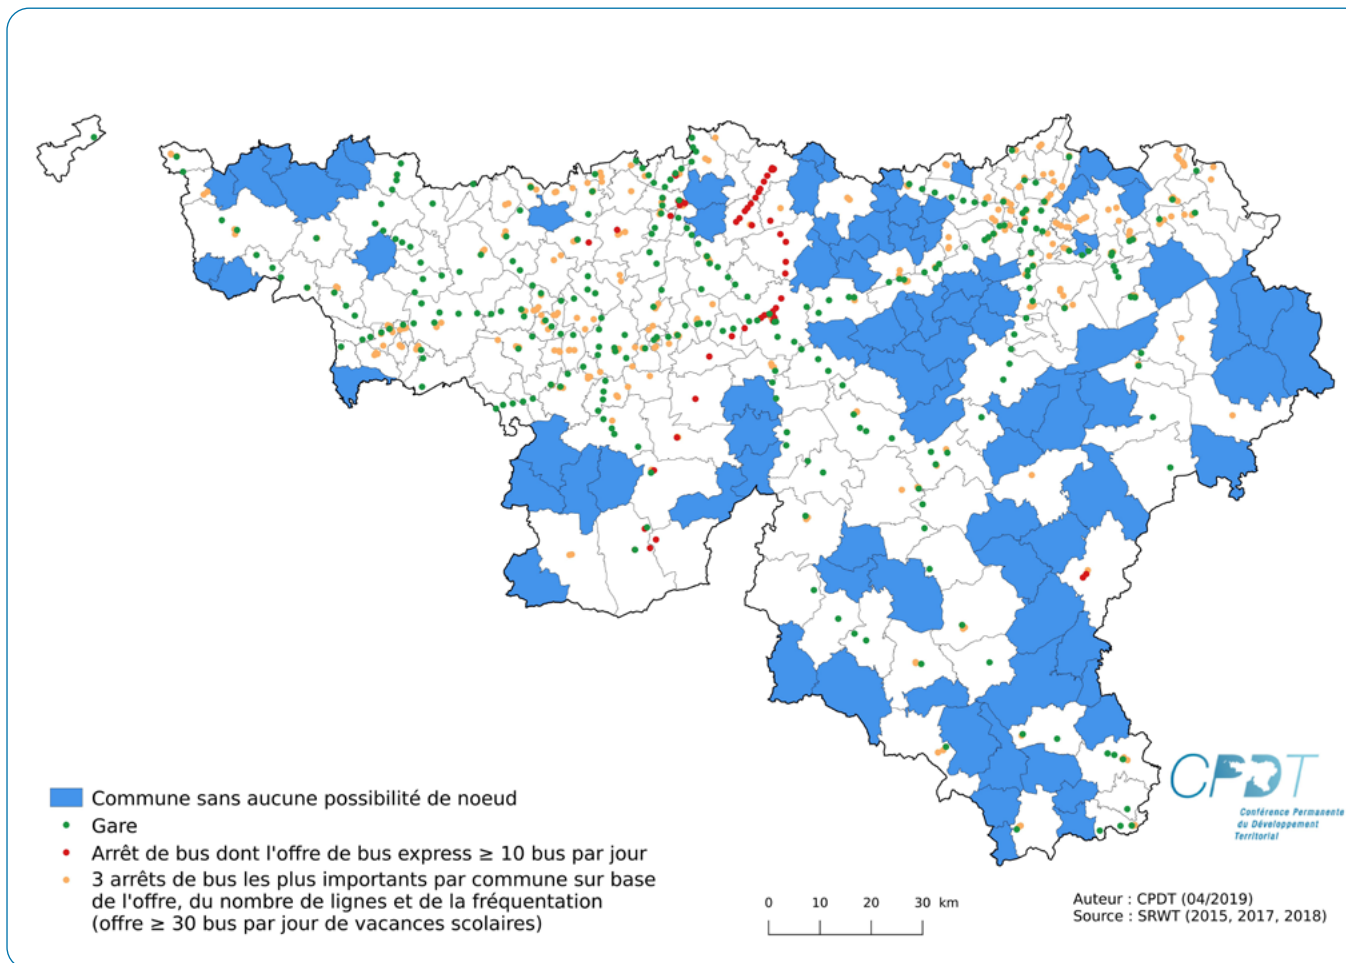 Commune sans aucune possibilité de noeud
Gare
Arrêt de bus dont l'offre de bus express ≥ 10 bus par jour
3 arrêts de bus les plus importants par commune sur base
de l'offre, du nombre de lignes et de la fréquentation
(offre ≥ 30 bus par jour de vacances scolaires)
0 10 20 30 km
CPDT
Conférence Permanente
du Développement
Territorial
Auteur : CPDT (04/2019)
Source : SRWT (2015, 2017, 2018)